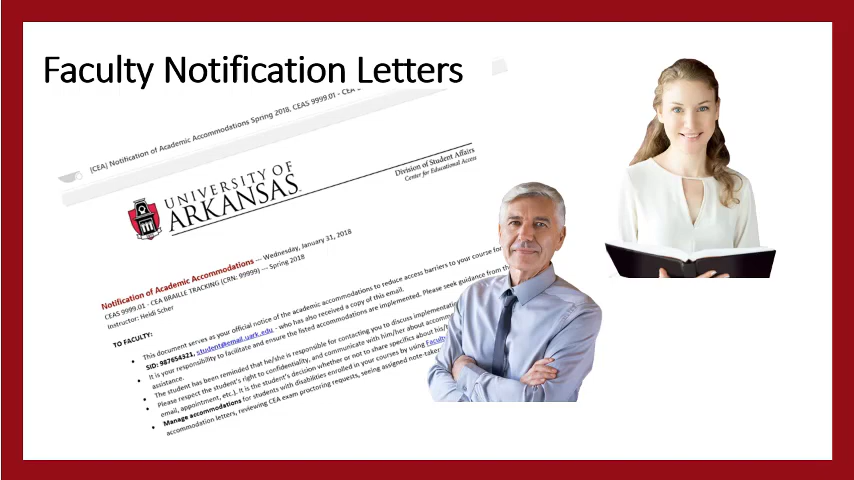 Faculty Notification Letters
[CEA] Notification of Academic Accommodations Spring 2018, CEAS 9999.01 - CEA
UNIVERSITY OF
ARKANSAS
Division of Student Affairs
Center for Educational Access
Notification of Academic Accommodations --- Wednesday, January 31, 2018
CEAS 9999.01 - CEA BRAILLE TRACKING (CRN: 99999) --- Spring 2018
Instructor: Heidi Scher
TO FACULTY:
• This document serves as your official notice of the academic accommodations to reduce access barriers to your course for
SID: 987654321, student@email.uark.edu - who has also received a copy of this email.
• It is your responsibility to facilitate and ensure the listed accommodations are implemented. Please seek guidance from the
assistance.
• The student has been reminded that he/she is responsible for contacting you to discuss implementation
• Please respect the student's right to confidentiality, and communicate with him/her about accomm
email, appointment, etc.). It is the student's decision whether or not to share specifics about his/
• Manage accommodations for students with disabilities enrolled in your courses by using Faculty
accommodation letters, reviewing CEA exam proctoring requests, seeing assigned note-taker